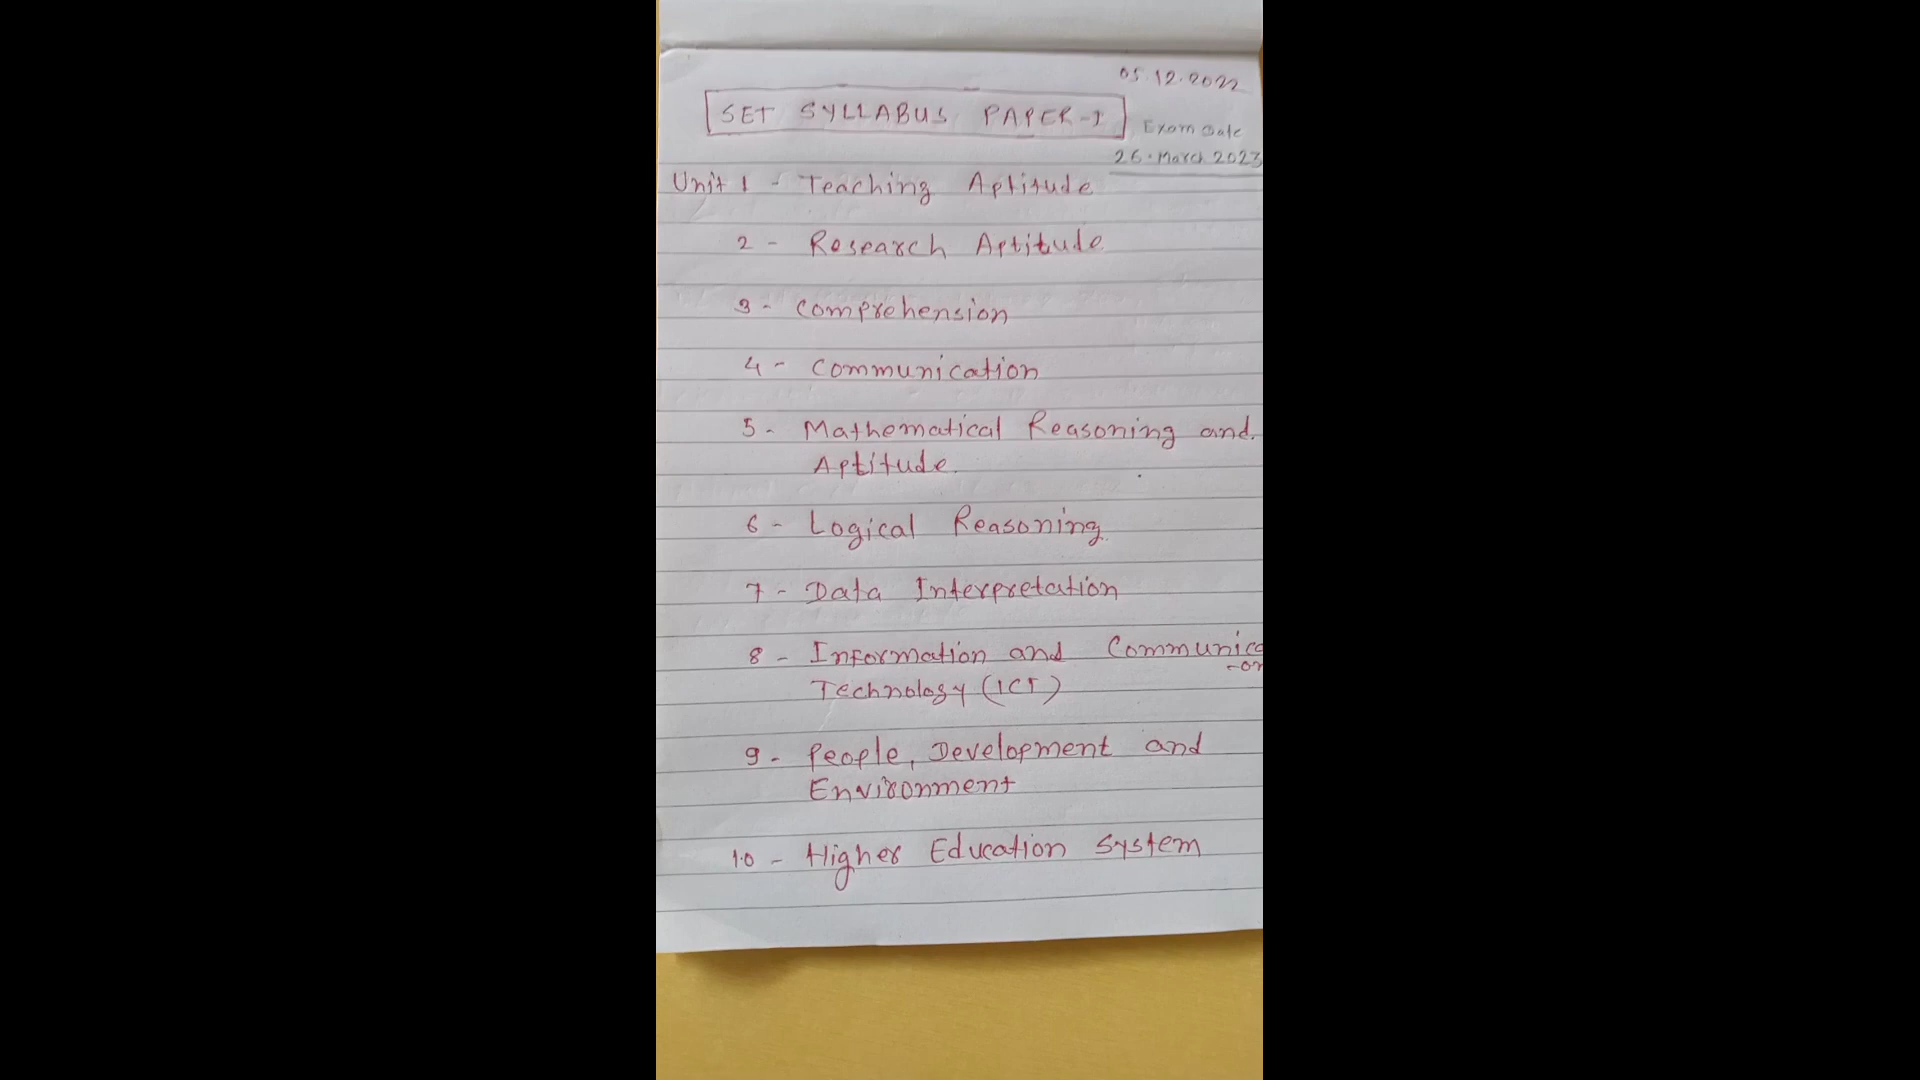 05.12.2022
SET SYLLABUS PAPER-I
Exam Date
26. March 2023
Unit 1 - Teaching Aptitude
2 - Research Aptitude
3 - Comprehension
4 - Communication
5 - Mathematical Reasoning and
Aptitude.
6 - Logical Reasoning.
7 - Data Interpretation
8 - Information and Communica
-on
Technology (ICT)
9 - People, Development and
Environment
10 - Higher Education System